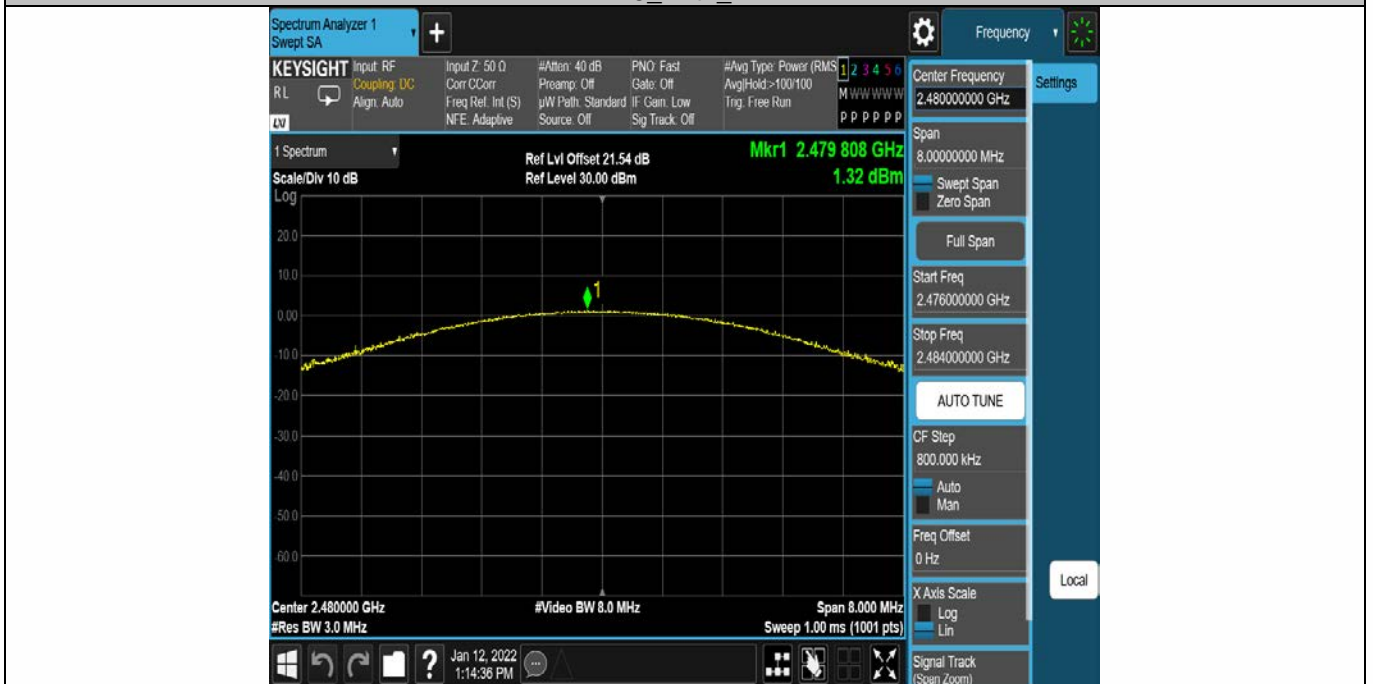 Spectrum Analyzer 1
Swept SA
+
Frequency
KEYSIGHT
RL
LXI
Input: RF
Coupling: DC
Align: Auto
Input Z: 50 Ω
Corr CCorr
Freq Ref: Int (S)
NFE: Adaptive
#Atten: 40 dB
Preamp: Off
µW Path: Standard
Source: Off
PNO: Fast
Gate: Off
IF Gain: Low
Sig Track: Off
#Avg Type: Power (RMS
Avg|Hold:>100/100
Trig: Free Run
1 2 3 4 5 6
M W W W W W
P P P P P P
1 Spectrum
Scale/Div 10 dB
Log
Ref Lvl Offset 21.54 dB
Ref Level 30.00 dBm
Mkr1 2.479 808 GHz
1.32 dBm
20.0
10.0
0.00
-10.0
-20.0
-30.0
-40.0
-50.0
-60.0
1
Center 2.480000 GHz
#Res BW 3.0 MHz
#Video BW 8.0 MHz
Span 8.000 MHz
Sweep 1.00 ms (1001 pts)
?
Jan 12, 2022
1:14:36 PM
Center Frequency
2.480000000 GHz
Settings
Span
8.00000000 MHz
Swept Span
Zero Span
Full Span
Start Freq
2.476000000 GHz
Stop Freq
2.484000000 GHz
AUTO TUNE
CF Step
800.000 kHz
Auto
Man
Freq Offset
0 Hz
X Axis Scale
Log
Lin
Local
Signal Track
(Span Zoom)